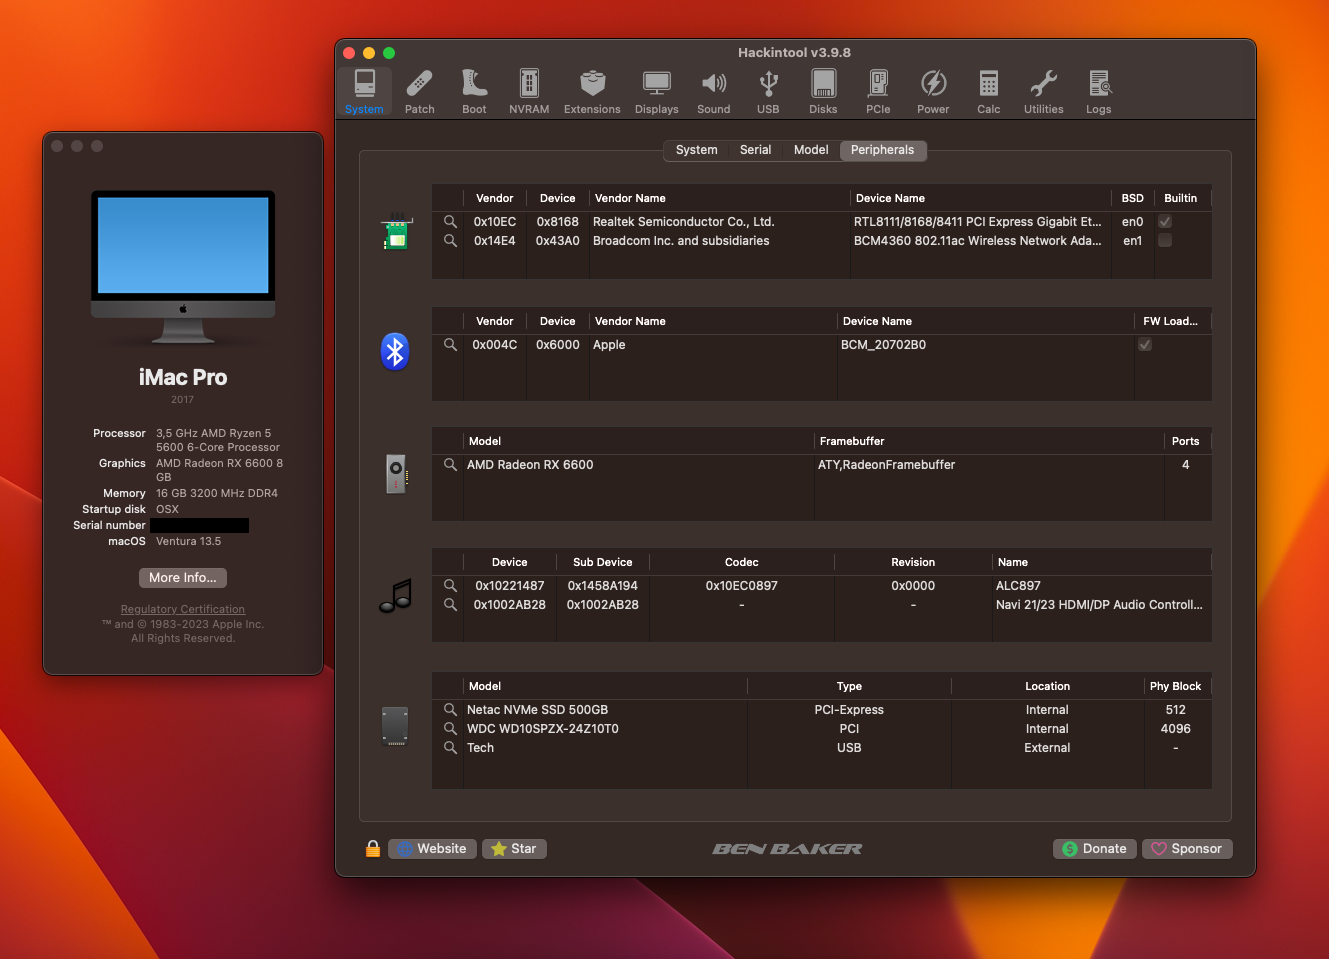 Hackintool v3.9.8
System Patch Boot NVRAM Extensions Displays Sound USB Disks PCIe Power Calc Utilities Logs
System Serial Model Peripherals
Vendor Device Vendor Name Device Name BSD Builtin
0x10EC 0x8168 Realtek Semiconductor Co., Ltd. RTL8111/8168/8411 PCI Express Gigabit Et... en0
0x14E4 0x43A0 Broadcom Inc. and subsidiaries BCM4360 802.11ac Wireless Network Ada... en1
Vendor Device Vendor Name Device Name FW Load...
0x004C 0x6000 Apple BCM_20702B0
Model Framebuffer Ports
AMD Radeon RX 6600 ATY,RadeonFramebuffer 4
Device Sub Device Codec Revision Name
0x10221487 0x1458A194 0x10EC0897 0x0000 ALC897
0x1002AB28 0x1002AB28 - - Navi 21/23 HDMI/DP Audio Controll...
Model Type Location Phy Block
Netac NVMe SSD 500GB PCI-Express Internal 512
WDC WD10SPZX-24Z10T0 PCI Internal 4096
Tech USB External -
Website Star BEN BAKER Donate Sponsor
iMac Pro
2017
Processor 3,5 GHz AMD Ryzen 5
5600 6-Core Processor
Graphics AMD Radeon RX 6600 8
GB
Memory 16 GB 3200 MHz DDR4
Startup disk OSX
Serial number
macOS Ventura 13.5
More Info...
Regulatory Certification
™ and © 1983-2023 Apple Inc.
All Rights Reserved.